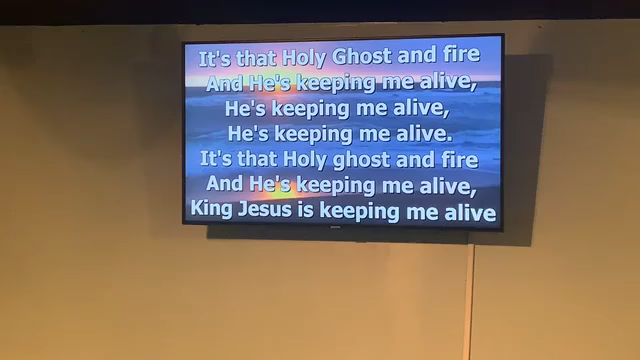 It's that Holy Ghost and fire
And He's keeping me alive,
He's keeping me alive,
He's keeping me alive.
It's that Holy ghost and fire
And He's keeping me alive,
King Jesus is keeping me alive